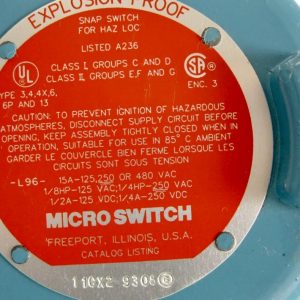 EXPLOSION PROOF
SNAP SWITCH
FOR HAZ LOC
LISTED A236
CLASS I, GROUPS C AND D
CLASS II, GROUPS E,F AND G
UL
SA
TYPE 3,4,4X,6,
6P AND 13
ENC. 3
CAUTION: TO PREVENT IGNITION OF HAZARDOUS
ATMOSPHERES, DISCONNECT SUPPLY CIRCUIT BEFORE
OPENING, KEEP ASSEMBLY TIGHTLY CLOSED WHEN IN
OPERATION, SUITABLE FOR USE IN 85° C AMBIENT
GARDER LE COUVERCLE BIEN FERME LORSQUE LES
CIRCUITS SONT SOUS TENSION
-L96- 15A-125,250 OR 480 VAC
1/8HP-125 VAC,1/4HP-250 VAC
1/2A-125 VDC,1/4A-250 VDC
MICRO SWITCH
FREEPORT, ILLINOIS, U.S.A.
CATALOG LISTING
11CX2 9308